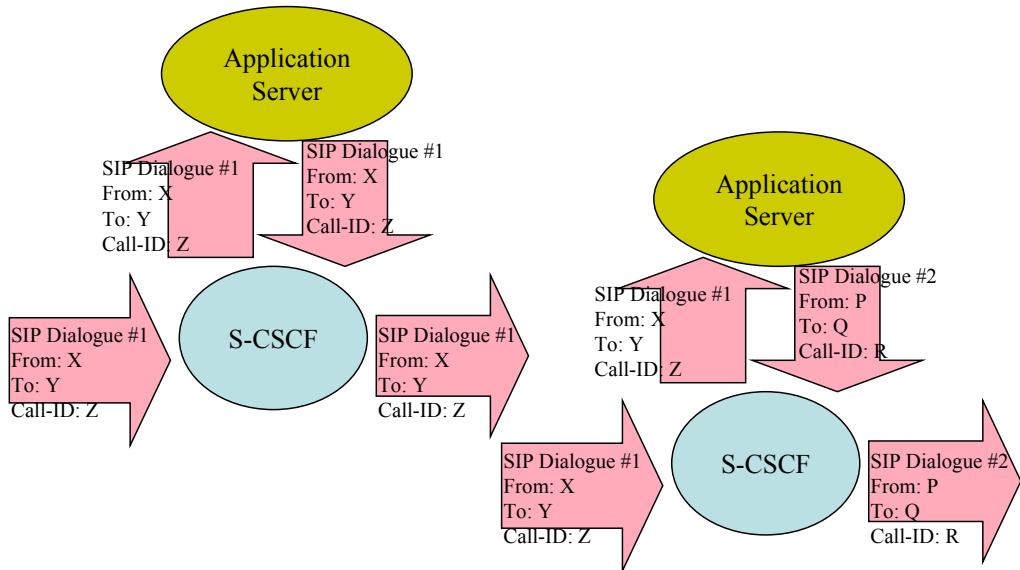 Application
Server
SIP Dialogue #1
From: X
To: Y
Call-ID: Z
SIP Dialogue #1
From: X
To: Y
Call-ID: Z
SIP Dialogue #1
From: X
To: Y
Call-ID: Z
S-CSCF
SIP Dialogue #1
From: X
To: Y
Call-ID: Z
Application
Server
SIP Dialogue #1
From: X
To: Y
Call-ID: Z
SIP Dialogue #2
From: P
To: Q
Call-ID: R
SIP Dialogue #1
From: X
To: Y
Call-ID: Z
S-CSCF
SIP Dialogue #2
From: P
To: Q
Call-ID: R